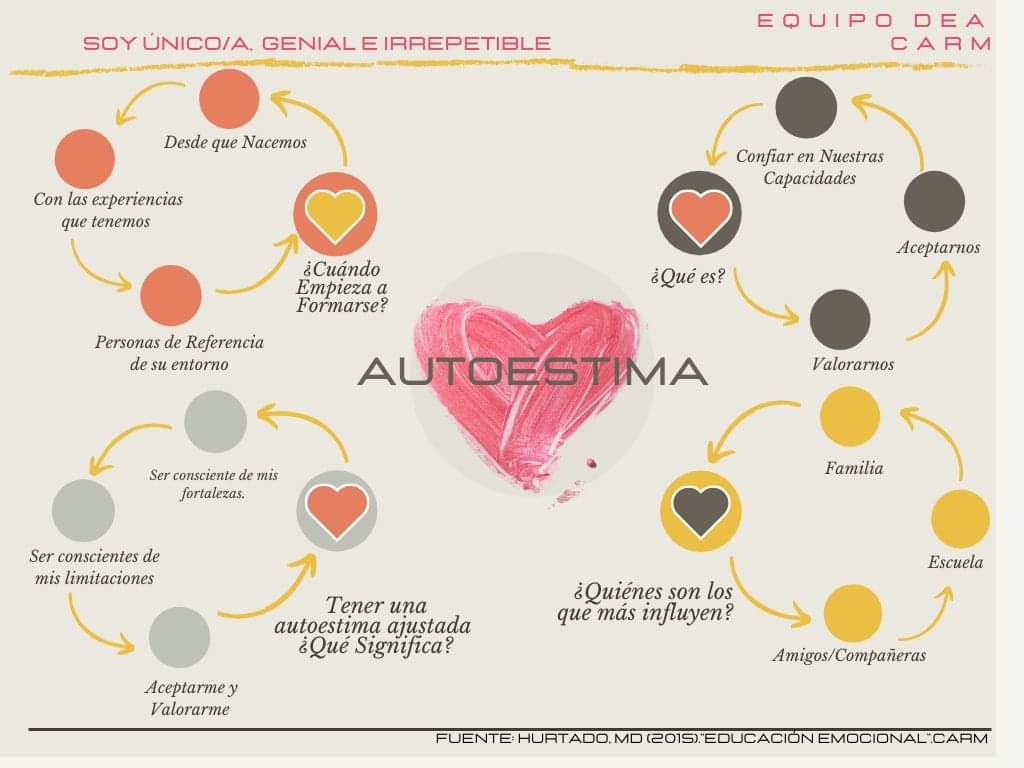 EQUIPO DEA
CARM
SOY ÚNICO/A, GENIAL E IRREPETIBLE
Desde que Nacemos
Con las experiencias
que tenemos
Personas de Referencia
de su entorno
¿Cuándo
Empieza a
Formarse?
Confiar en Nuestras
Capacidades
Aceptarnos
¿Qué es?
Valorarnos
AUTOESTIMA
Ser consciente de mis
fortalezas.
Ser conscientes de
mis limitaciones
Aceptarme y
Valorarme
Tener una
autoestima ajustada
¿Qué Significa?
Familia
Escuela
¿Quiénes son los
que más influyen?
Amigos/Compañeras
FUENTE: HURTADO, MD (2015)."EDUCACIÓN EMOCIONAL".CARM